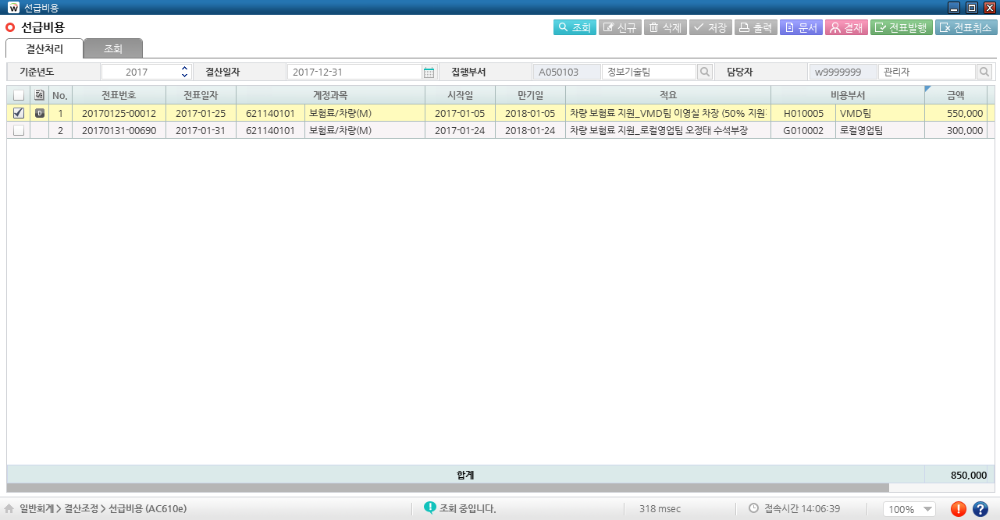 선급비용
선급비용 조회 신규 삭제 저장 출력 문서 결재 전표발행 전표취소
결산처리 조회
기준년도 2017 결산일자 2017-12-31 집행부서 A050103 정보기술팀 담당자 w9999999 관리자
No. 전표번호 전표일자 계정과목 시작일 만기일 적요 비용부서 금액
D 1 20170125-00012 2017-01-25 621140101 보험료/차량(M) 2017-01-05 2018-01-05 차량 보험료 지원_VMD팀 이영실 차장 (50% 지원 H010005 VMD팀 550,000
2 20170131-00690 2017-01-31 621140101 보험료/차량(M) 2017-01-24 2018-01-24 차량 보험료 지원_로컬영업팀 오정태 수석부장 G010002 로컬영업팀 300,000
합계 850,000
일반회계 > 결산조정 > 선급비용 (AC610e) 조회 중입니다. 318 msec 접속시간 14:06:39 100%